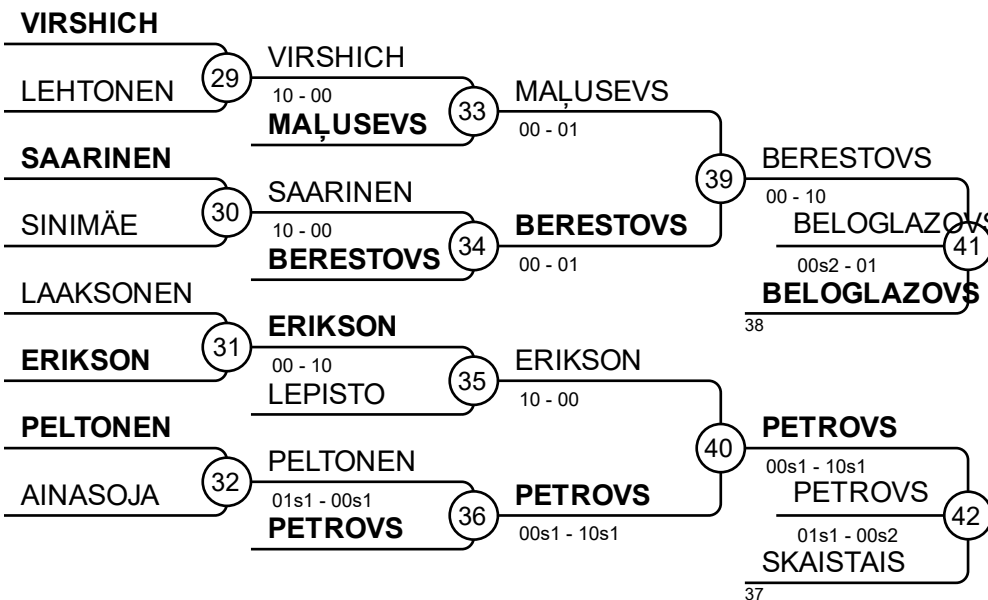 VIRSHICH
LEHTONEN
SAARINEN
SINIMÄE
LAAKSONEN
ERIKSON
PELTONEN
AINASOJA
29
30
31
32
VIRSHICH
10 - 00
MAĻUSEVS
SAARINEN
10 - 00
BERESTOVS
ERIKSON
00 - 10
LEPISTO
PELTONEN
01s1 - 00s1
PETROVS
33
34
35
36
MAĻUSEVS
00 - 01
BERESTOVS
00 - 01
ERIKSON
10 - 00
PETROVS
00s1 - 10s1
39
40
BERESTOVS
00 - 10
BELOGLAZOVS
00s2 - 01
BELOGLAZOVS
38
PETROVS
00s1 - 10s1
PETROVS
01s1 - 00s2
SKAISTAIS
37
41
42